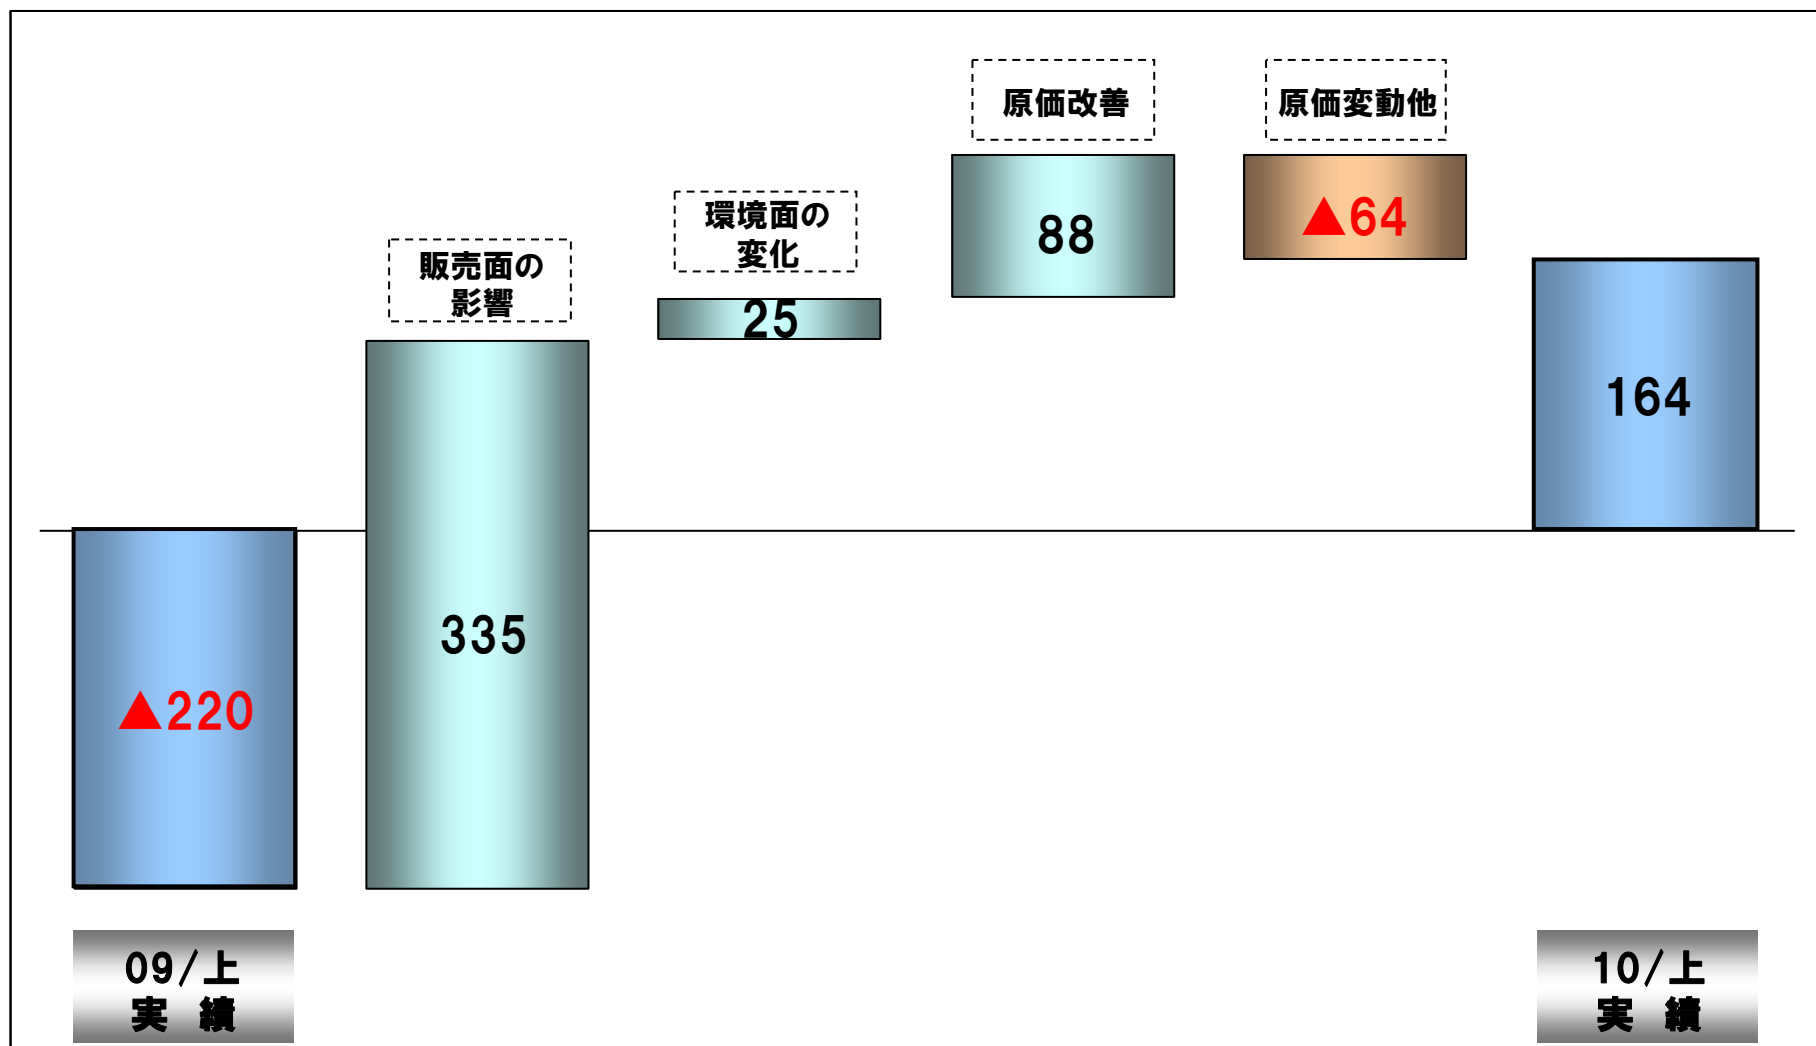 販売面の
影響
環境面の
変化
原価改善
原価変動他
▲220
335
25
88
▲64
164
09/上
実 績
10/上
実 績